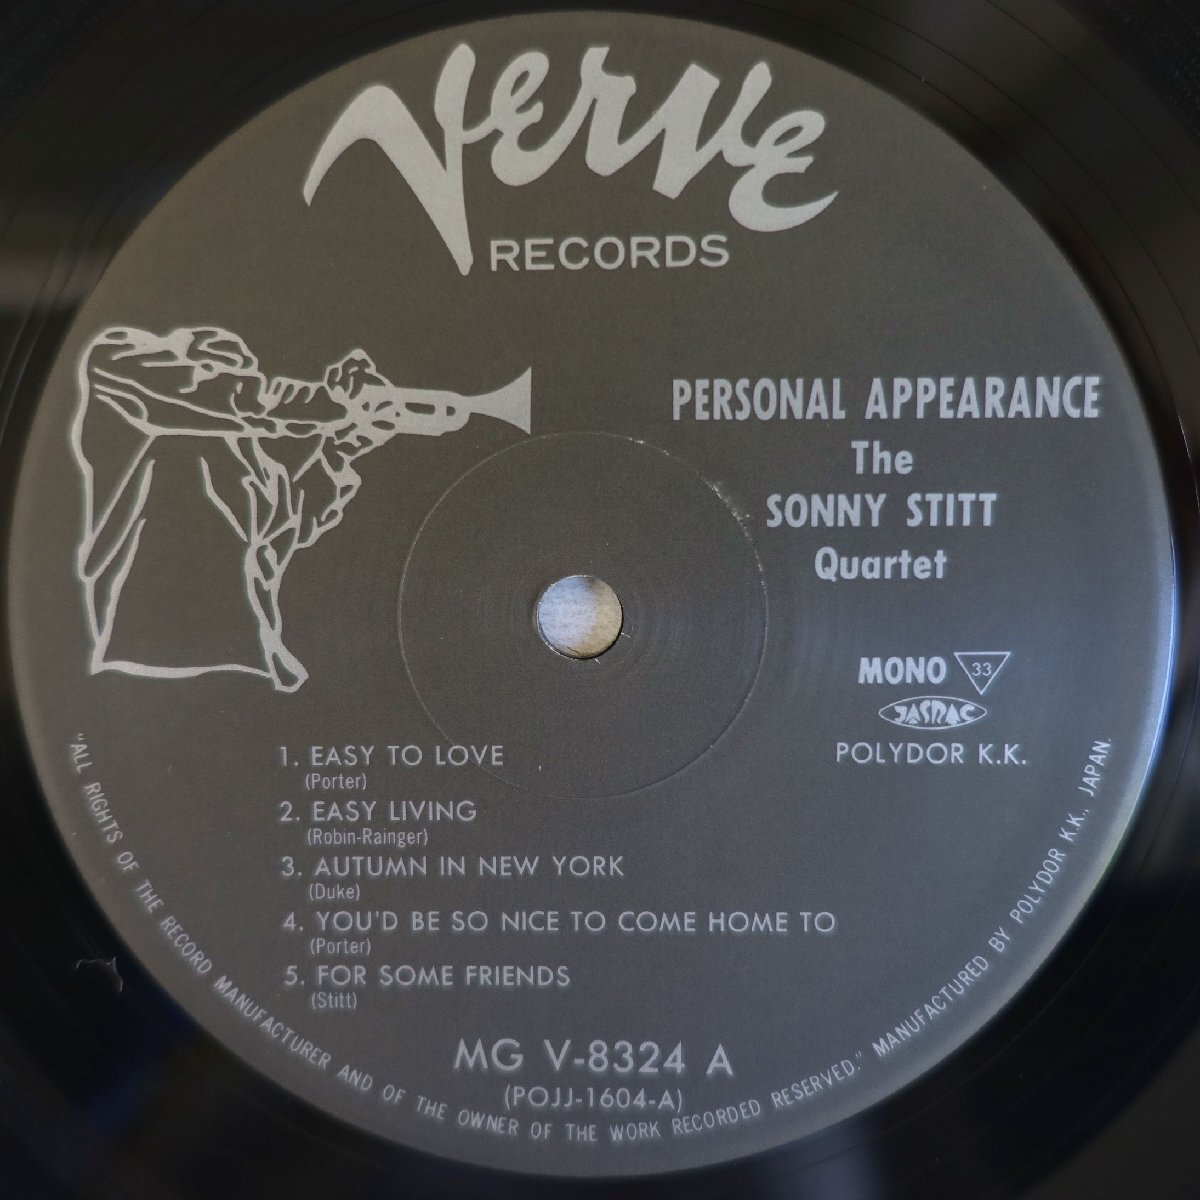 Verve
RECORDS
PERSONAL APPEARANCE
The
SONNY STITT
Quartet
MONO 33
JASRAC
POLYDOR K.K.
1. EASY TO LOVE
(Porter)
2. EASY LIVING
(Robin-Rainger)
3. AUTUMN IN NEW YORK
(Duke)
4. YOU'D BE SO NICE TO COME HOME TO
(Porter)
5. FOR SOME FRIENDS
(Stitt)
MG V-8324 A
(POJJ-1604-A)
"ALL RIGHTS OF THE RECORD MANUFACTURER AND OF THE OWNER OF THE WORK RECORDED RESERVED." MANUFACTURED BY POLYDOR K.K., JAPAN.